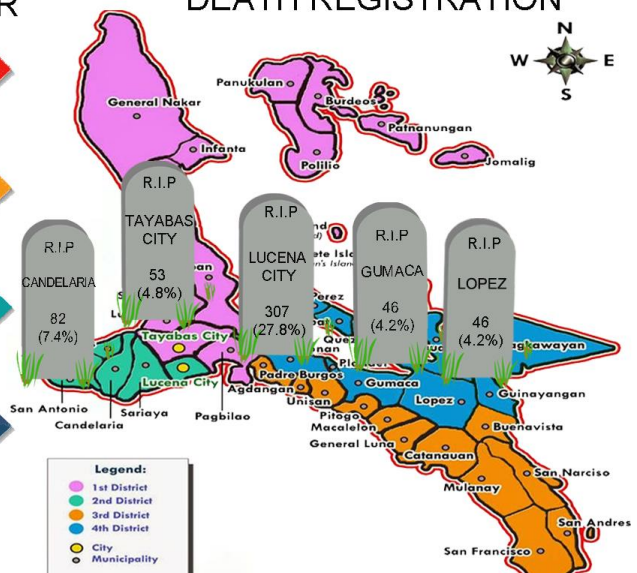 R
DEATH REGISTRATION
N
W E
S
General Nakar
Infanta
Panukulan
Burdeos
Patnanungan
Polilio
Jomalig
R.I.P
CANDELARIA
82
(7.4%)
R.I.P
TAYABAS
CITY
53
(4.8%)
R.I.P
LUCENA
CITY
307
(27.8%)
R.I.P
GUMACA
46
(4.2%)
R.I.P
LOPEZ
46
(4.2%)
Perez
Tayabas City
Lucena City
San Antonio
Candelaria
Sariaya
Pagbilao
Padre Burgos
Agdangan
Unisan
Pitogo
Macalelon
General Luna
Catanauan
Mulanay
San Francisco
San Andres
San Narciso
Buenavista
Guinayangan
Gumaca
Lopez
Legend:
1st District
2nd District
3rd District
4th District
City
Municipality